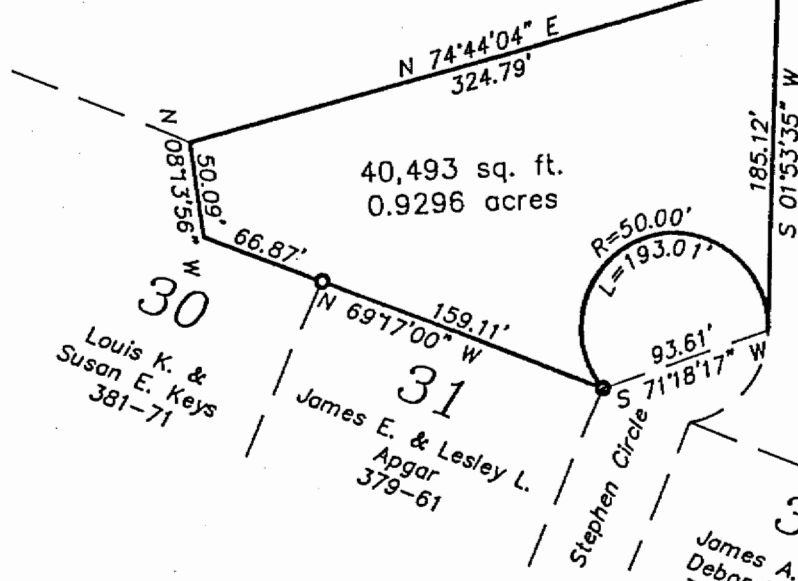 N 74°44'04" E
324.79'
N 08°13'56" W
50.09'
40,493 sq. ft.
0.9296 acres
185.12'
S 01°53'35" W
R=50.00'
L=193.01'
66.87'
159.11'
N 69°17'00" W
93.61'
S 71°18'17" W
30
Louis K. &
Susan E. Keys
381-71
31
James E. & Lesley L.
Apgar
379-61
Stephen Circle
James A.